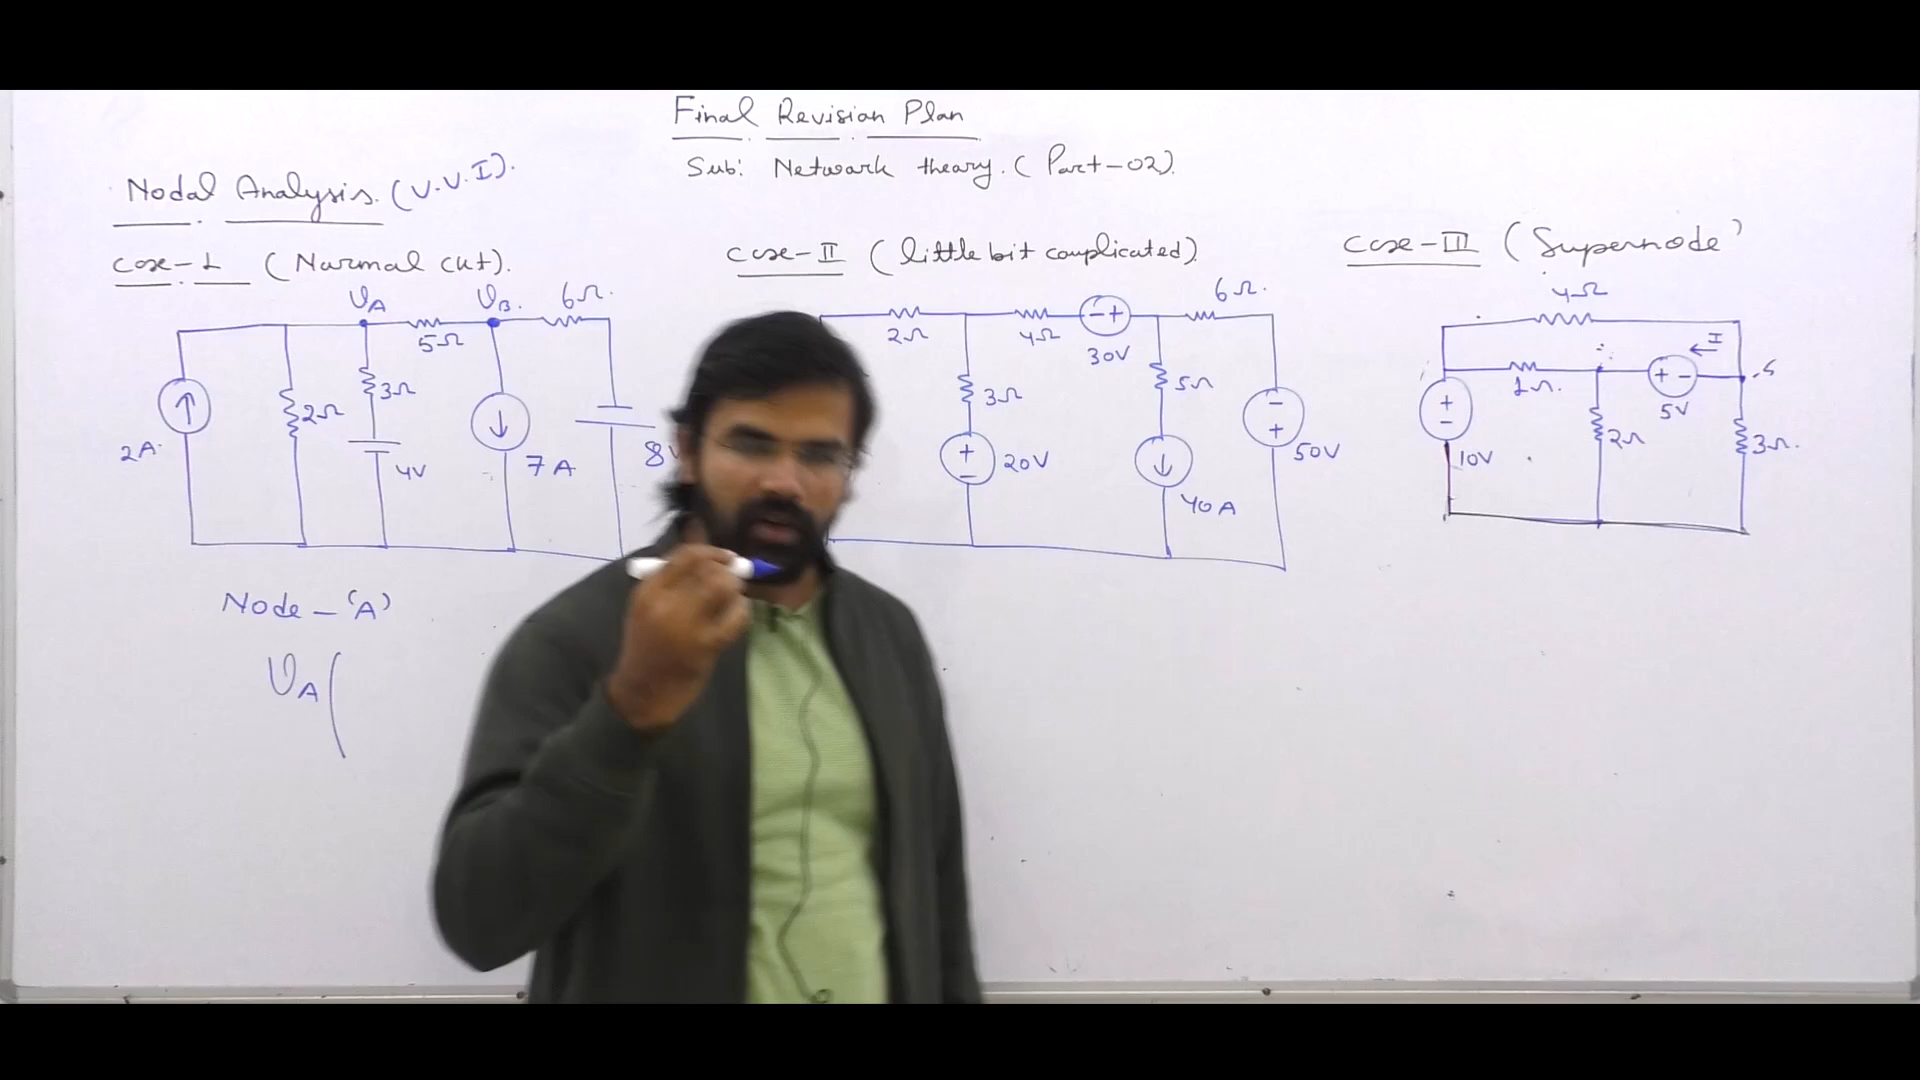 Final Revision Plan
Sub: Network theory. (Part-02).
Nodal Analysis. (V.V.I).
Case-I (Normal ckt).
VA VB. 6Ω.
5Ω
3Ω
2Ω
2A.
4V
7A
8V
Node - 'A'
VA(
Case-II (little bit complicated)
6Ω.
2Ω 4Ω
30V
3Ω 5Ω
20V
50V
40A
Case-III (Supernode)
4Ω
I
1Ω.
5V
2Ω 3Ω.
10V